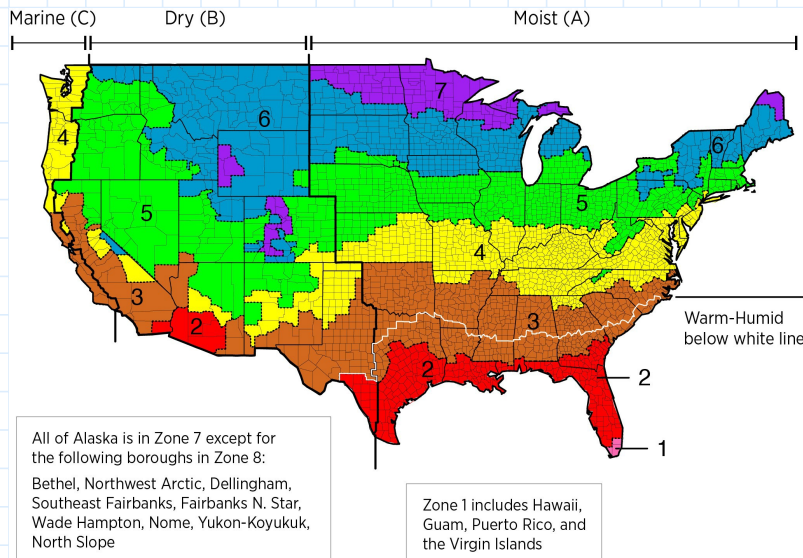 Marine (C)
Dry (B)
Moist (A)
7
6
4
6
5
5
4
3
3
2
Warm-Humid
below white line
2
2
1
All of Alaska is in Zone 7 except for
the following boroughs in Zone 8:
Bethel, Northwest Arctic, Dellingham,
Southeast Fairbanks, Fairbanks N. Star,
Wade Hampton, Nome, Yukon-Koyukuk,
North Slope
Zone 1 includes Hawaii,
Guam, Puerto Rico, and
the Virgin Islands